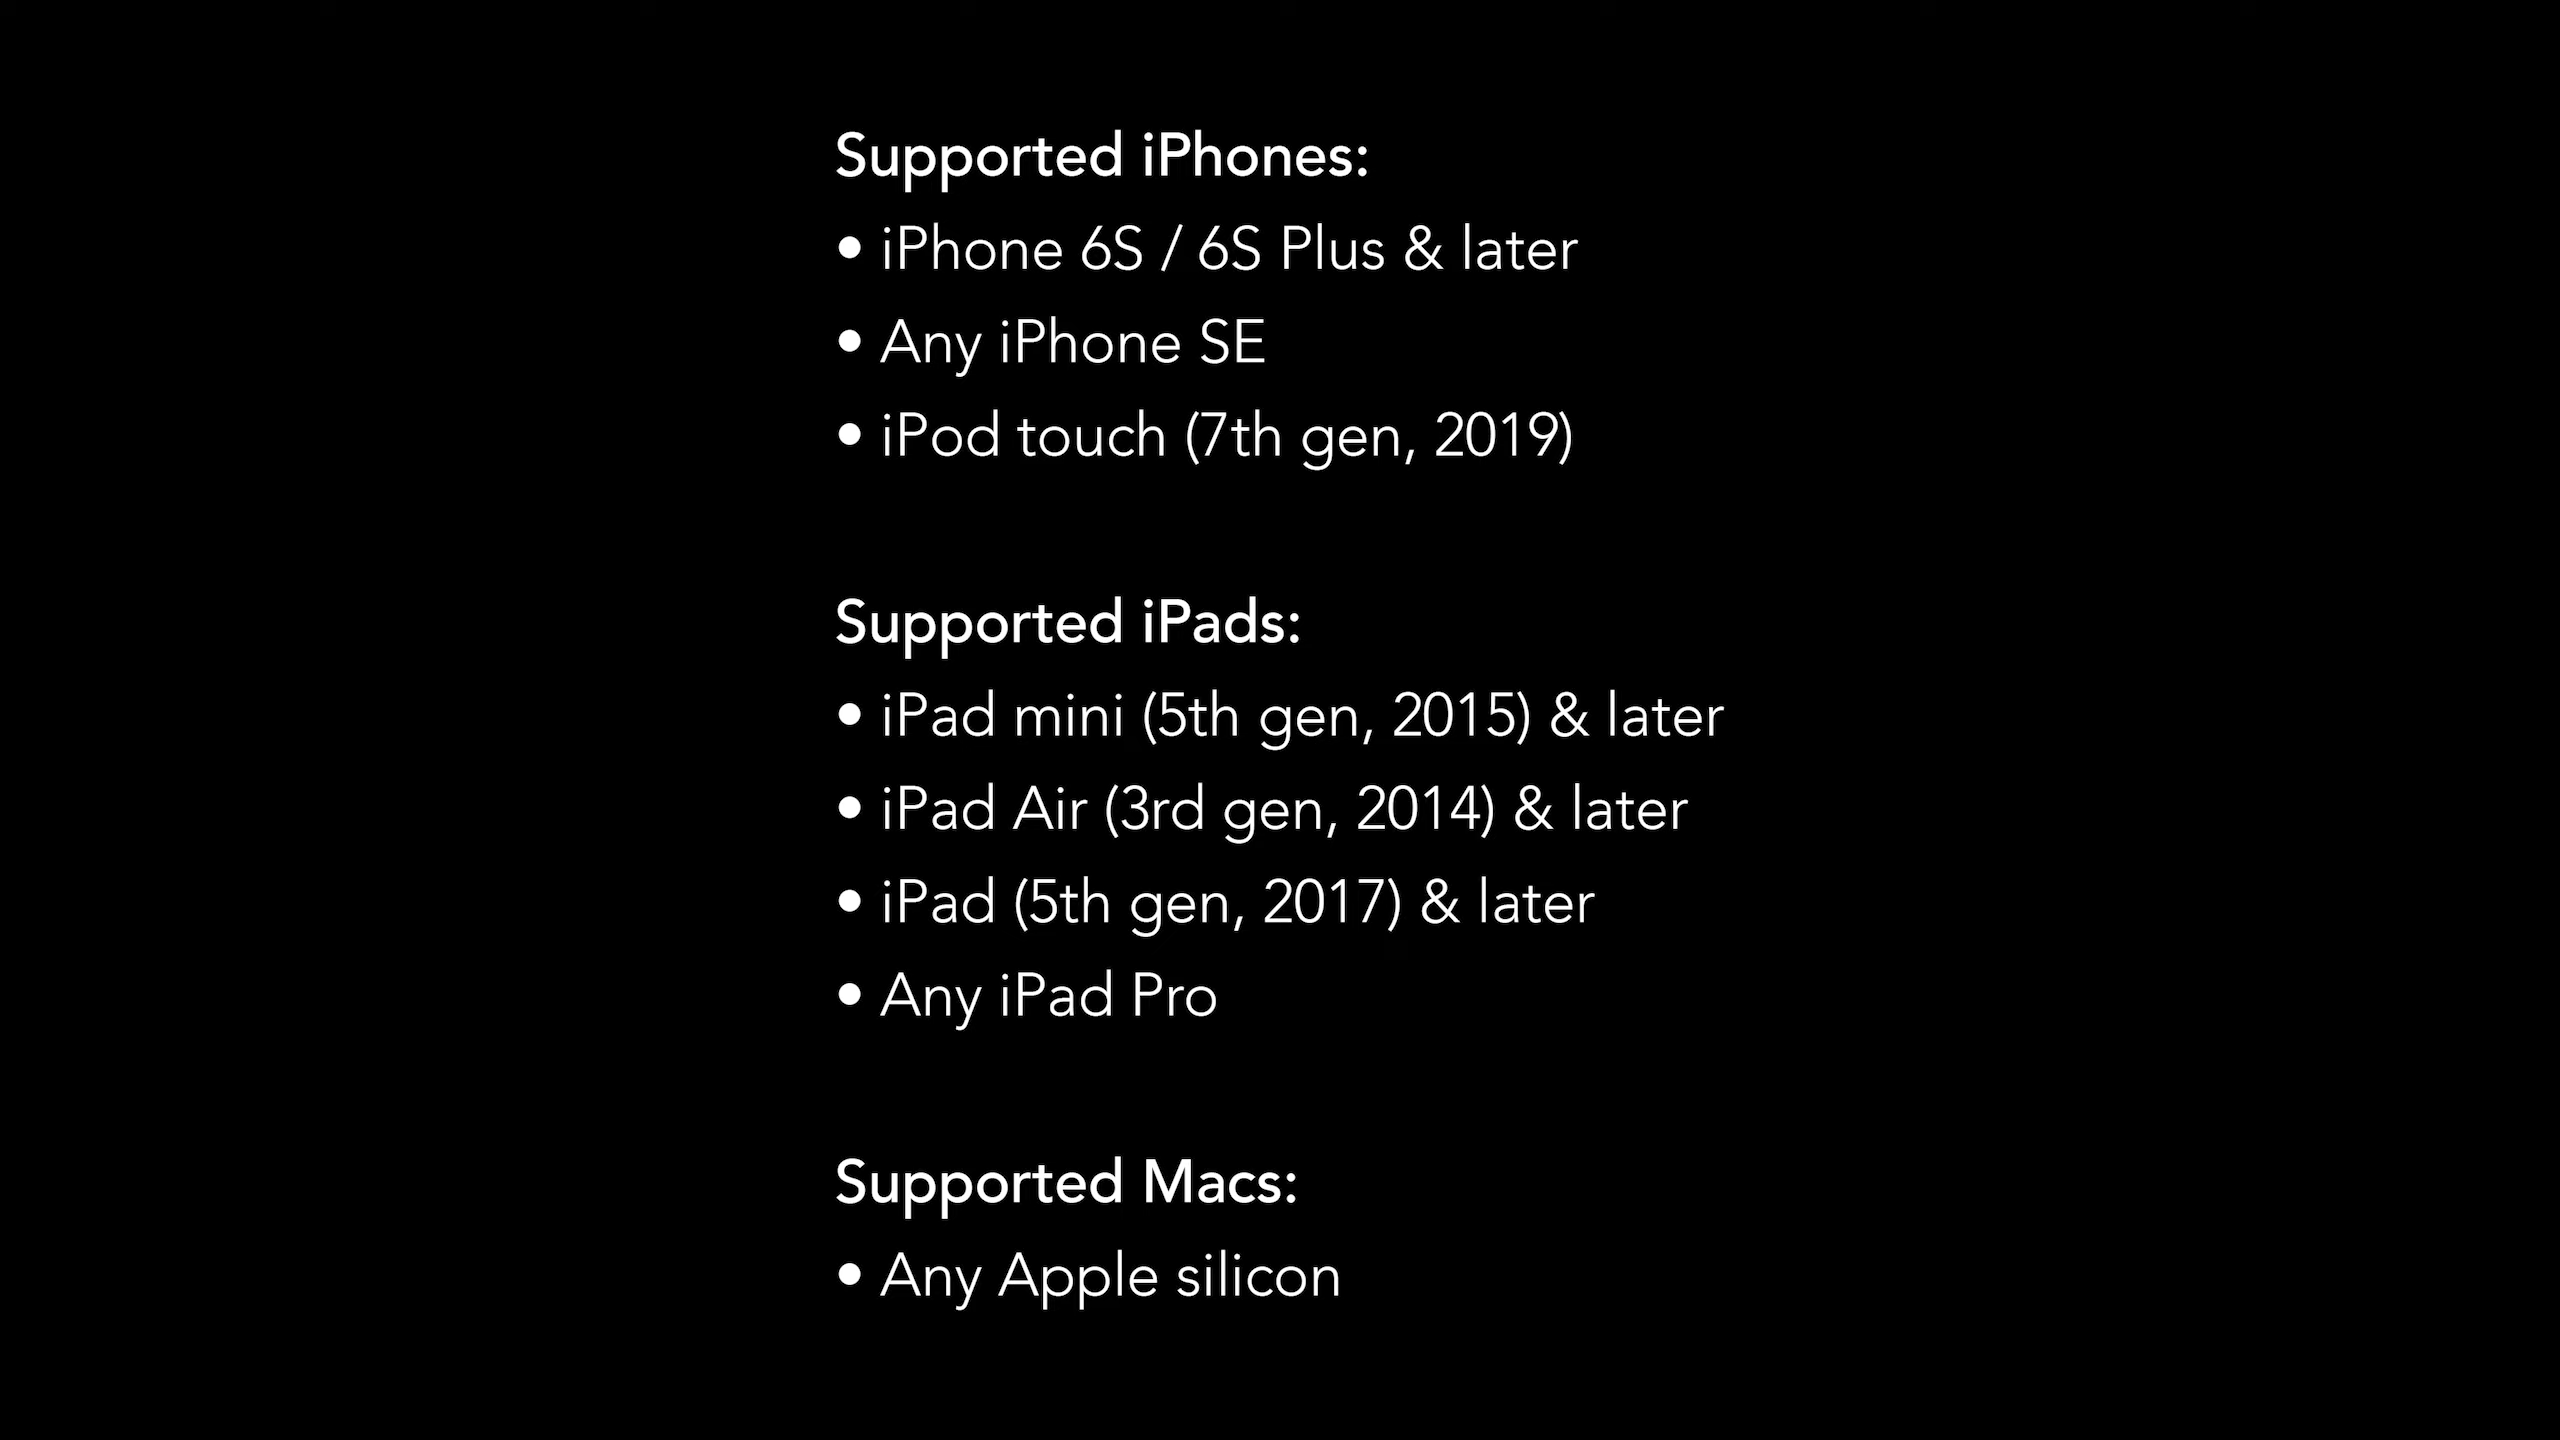 Supported iPhones:
• iPhone 6S / 6S Plus & later
• Any iPhone SE
• iPod touch (7th gen, 2019)
Supported iPads:
• iPad mini (5th gen, 2015) & later
• iPad Air (3rd gen, 2014) & later
• iPad (5th gen, 2017) & later
• Any iPad Pro
Supported Macs:
• Any Apple silicon